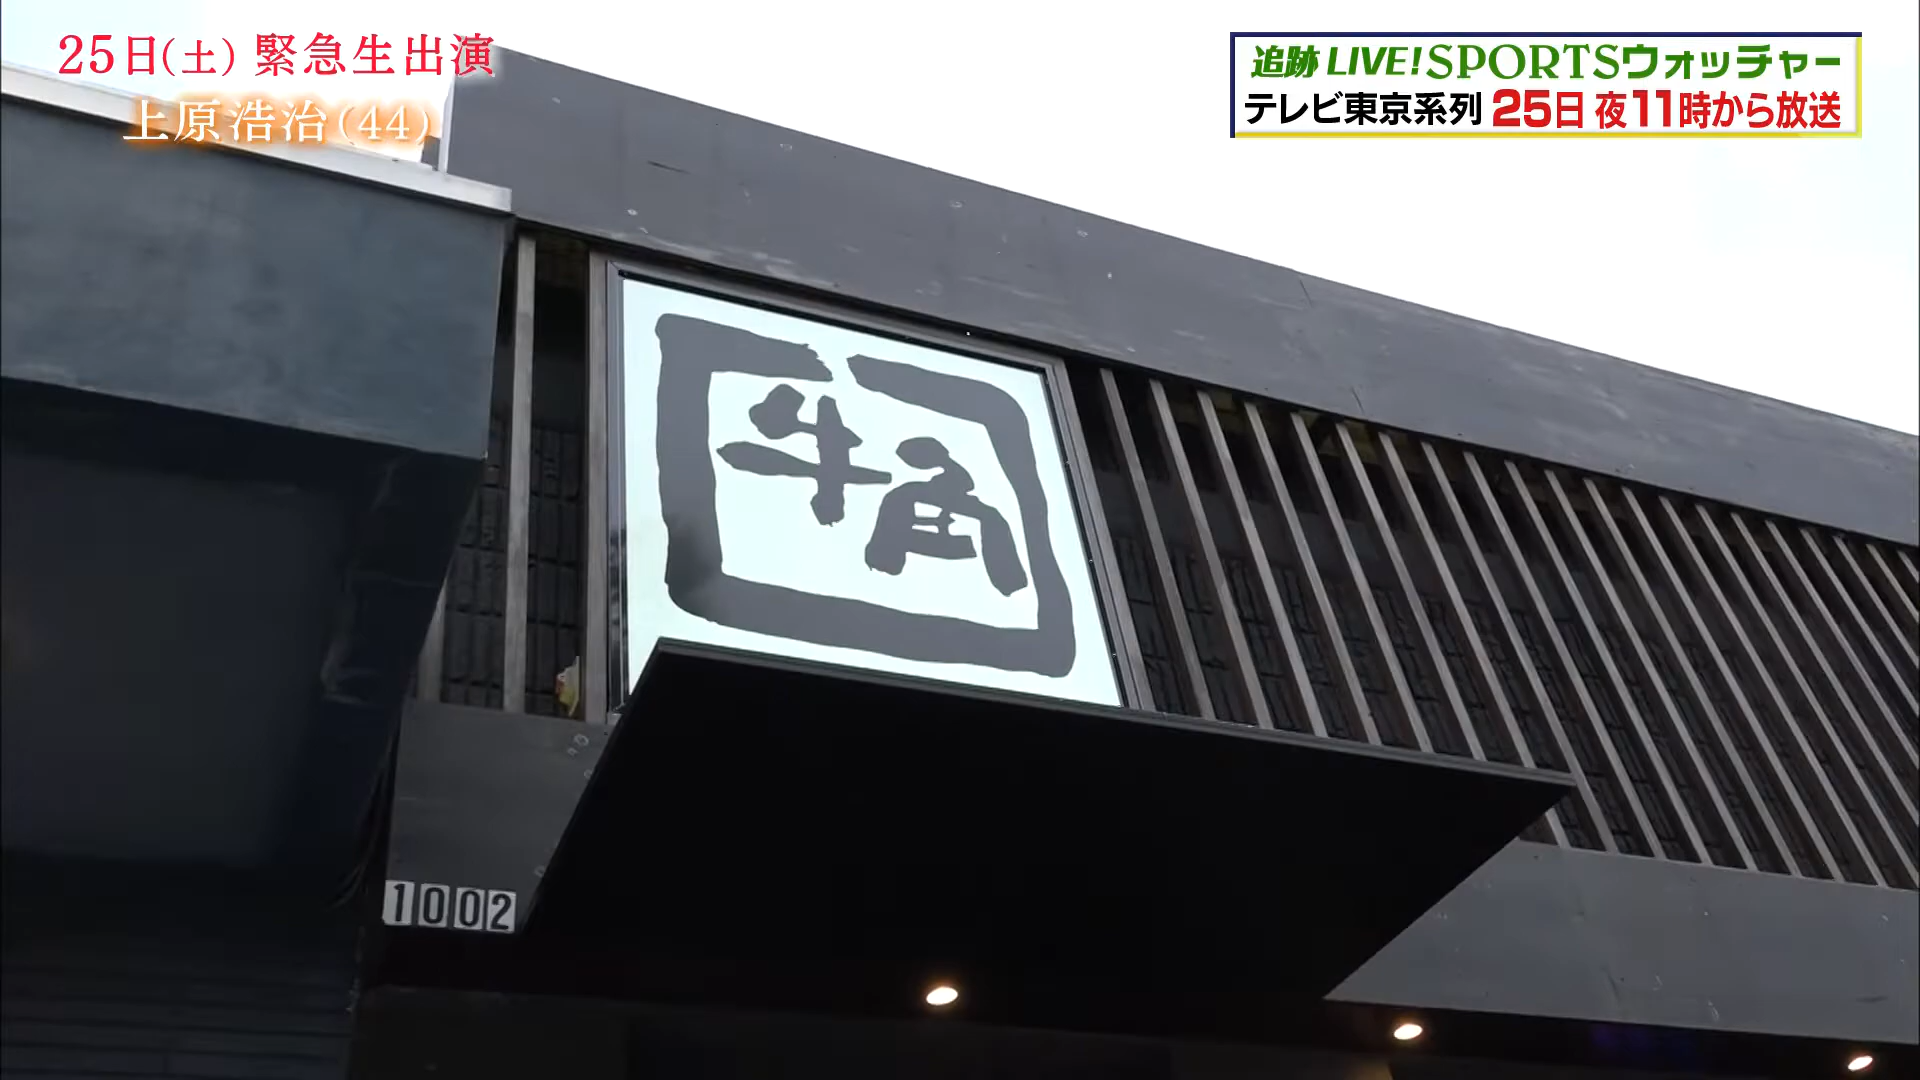 25日(土) 緊急生出演
上原浩治(44)
追跡 LIVE! SPORTSウォッチャー
テレビ東京系列 25日 夜11時から放送
牛角
1002